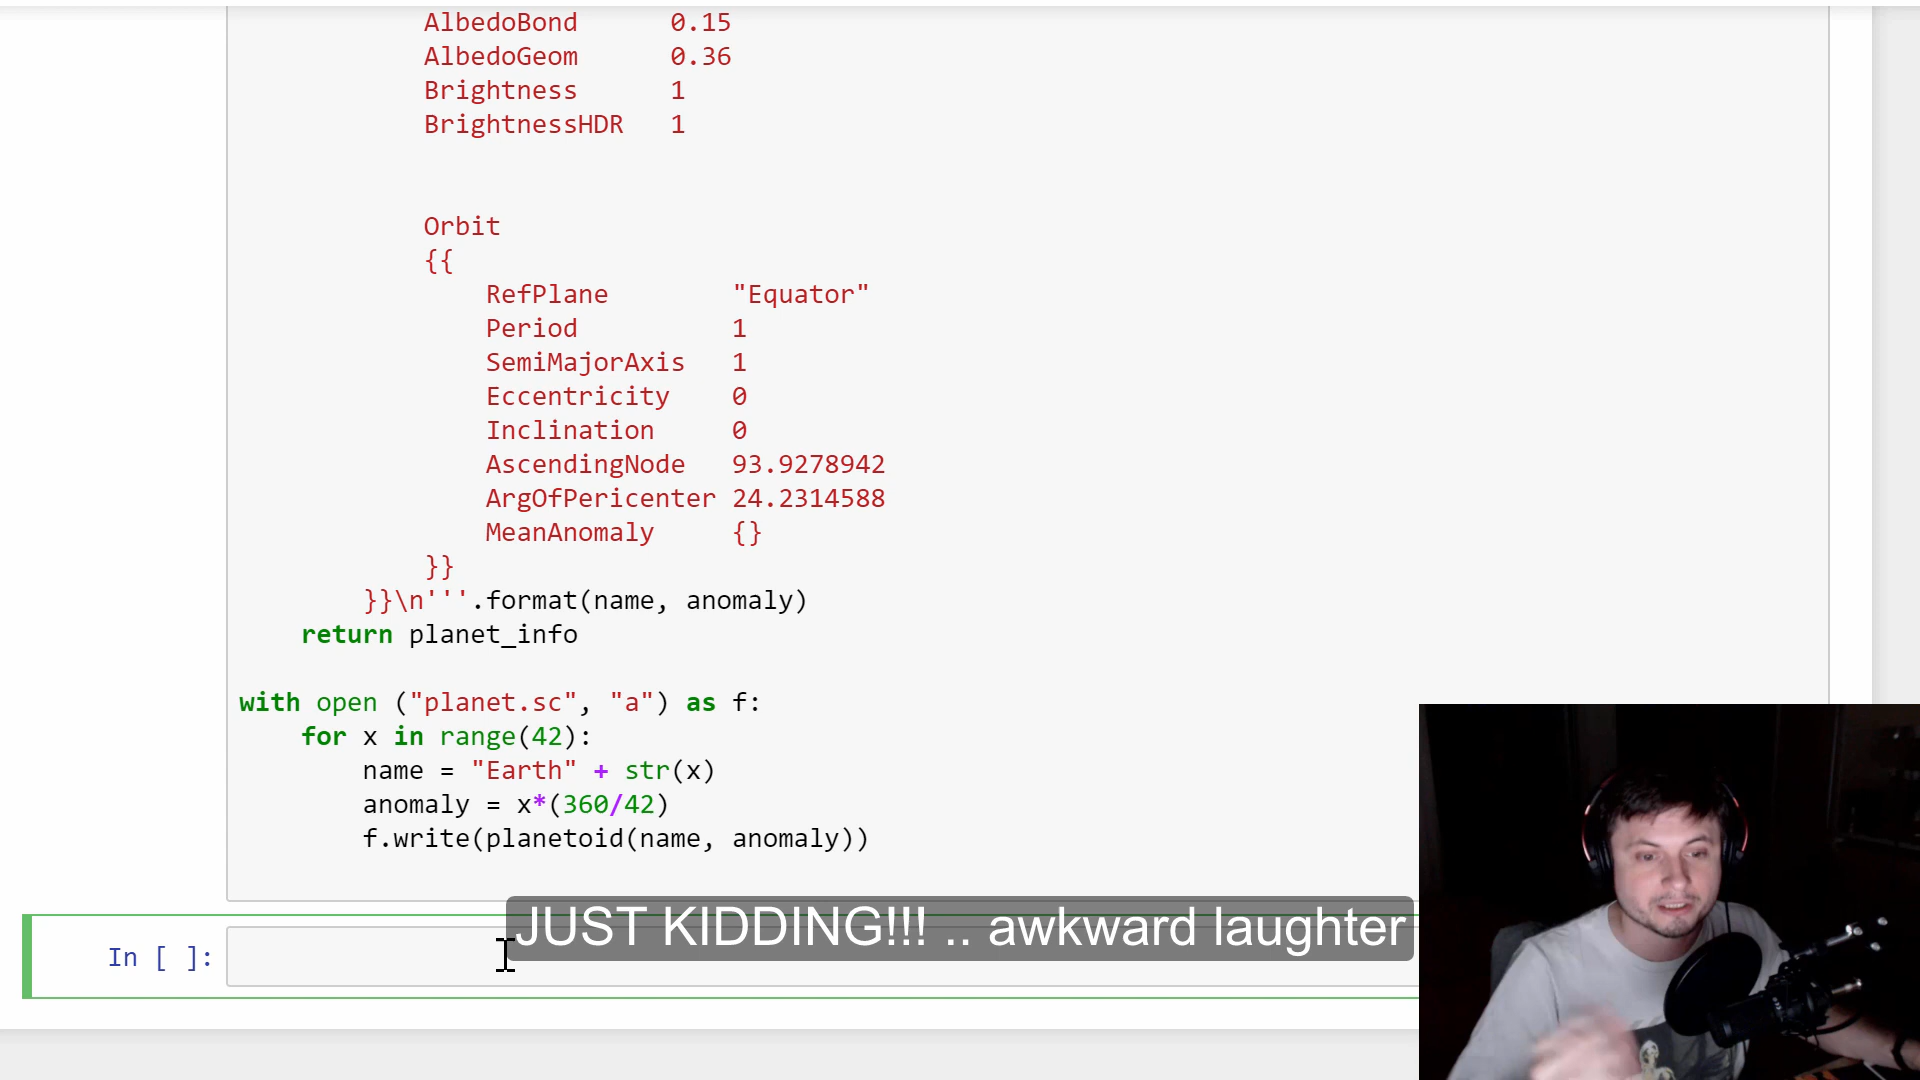 AlbedoBond 0.15
AlbedoGeom 0.36
Brightness 1
BrightnessHDR 1
Orbit
{{
RefPlane "Equator"
Period 1
SemiMajorAxis 1
Eccentricity 0
Inclination 0
AscendingNode 93.9278942
ArgOfPericenter 24.2314588
MeanAnomaly {}
}}
}}\n'''.format(name, anomaly)
return planet_info
with open ("planet.sc", "a") as f:
for x in range(42):
name = "Earth" + str(x)
anomaly = x*(360/42)
f.write(planetoid(name, anomaly))
JUST KIDDING!!! .. awkward laughter
In [ ]: